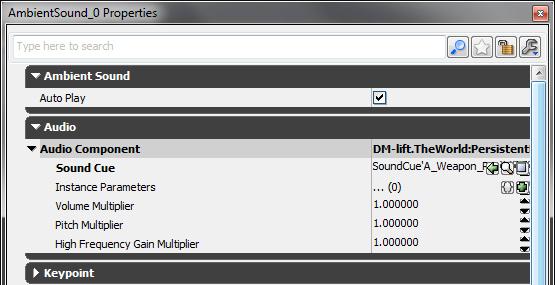 AmbientSound_0 Properties
Type here to search
Ambient Sound
Auto Play
Audio
Audio Component DM-lift.TheWorld:Persistent
Sound Cue SoundCue'A_Weapon_
Instance Parameters ... (0)
Volume Multiplier 1.000000
Pitch Multiplier 1.000000
High Frequency Gain Multiplier 1.000000
Keypoint